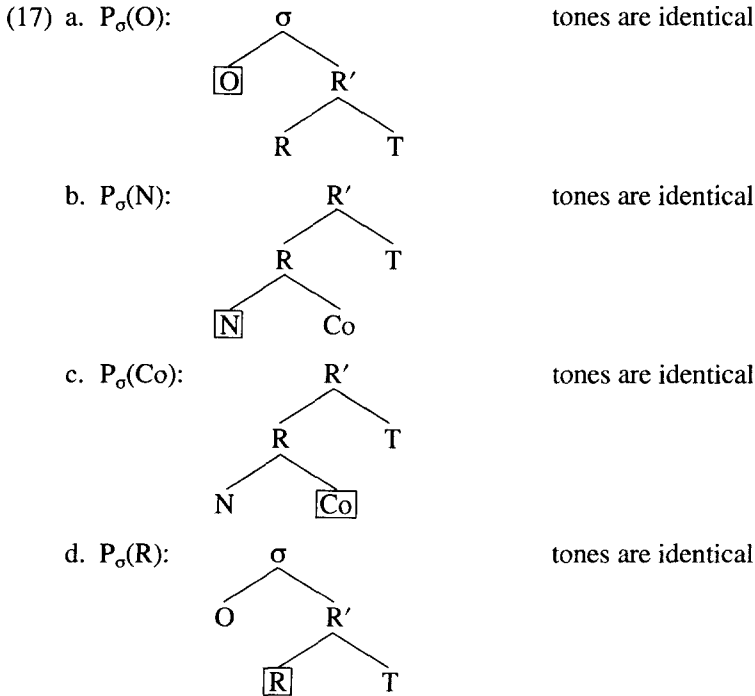 (17) a. Pσ(O): σ tones are identical
O R′
R T
b. Pσ(N): R′ tones are identical
R T
N Co
c. Pσ(Co): R′ tones are identical
R T
N Co
d. Pσ(R): σ tones are identical
O R′
R T